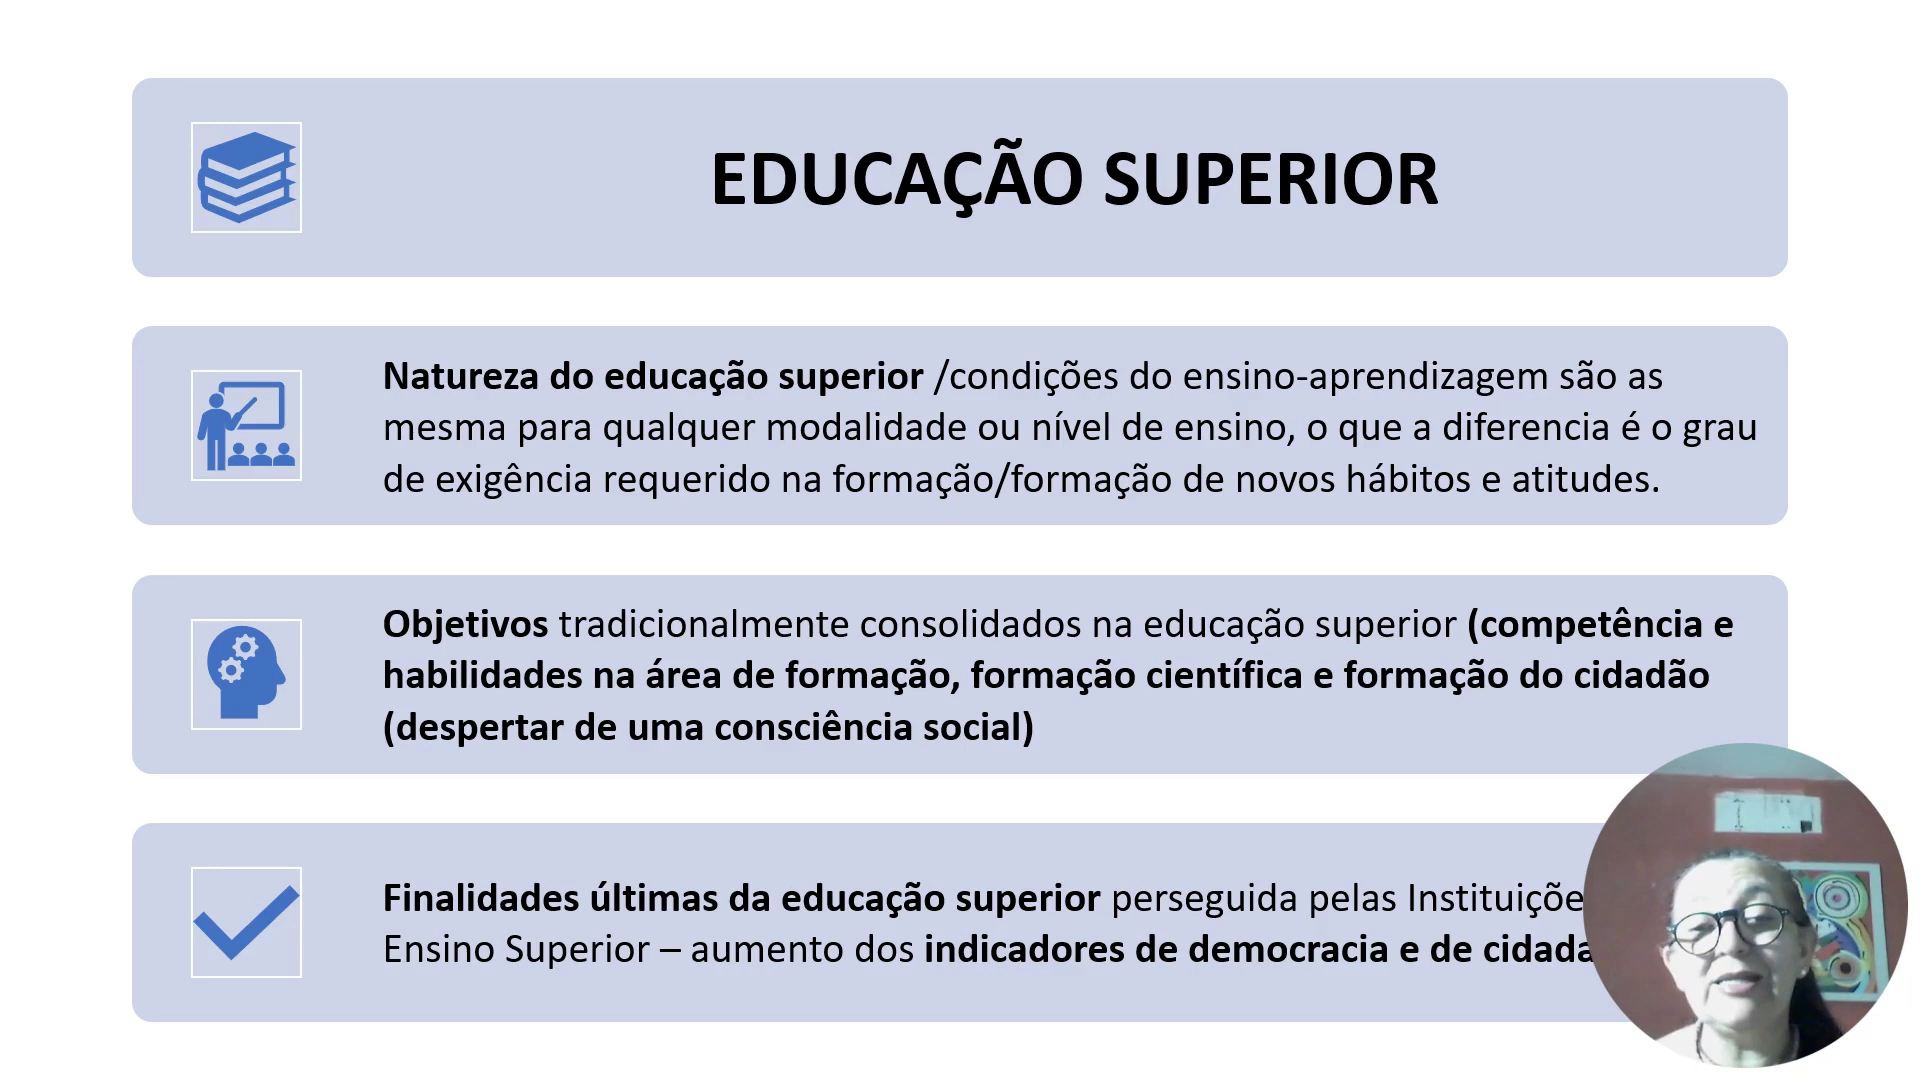 EDUCAÇÃO SUPERIOR
Natureza do educação superior /condições do ensino-aprendizagem são as
mesma para qualquer modalidade ou nível de ensino, o que a diferencia é o grau
de exigência requerido na formação/formação de novos hábitos e atitudes.
Objetivos tradicionalmente consolidados na educação superior (competência e
habilidades na área de formação, formação científica e formação do cidadão
(despertar de uma consciência social)
Finalidades últimas da educação superior perseguida pelas
Ensino Superior – aumento dos indicadores de democracia e de